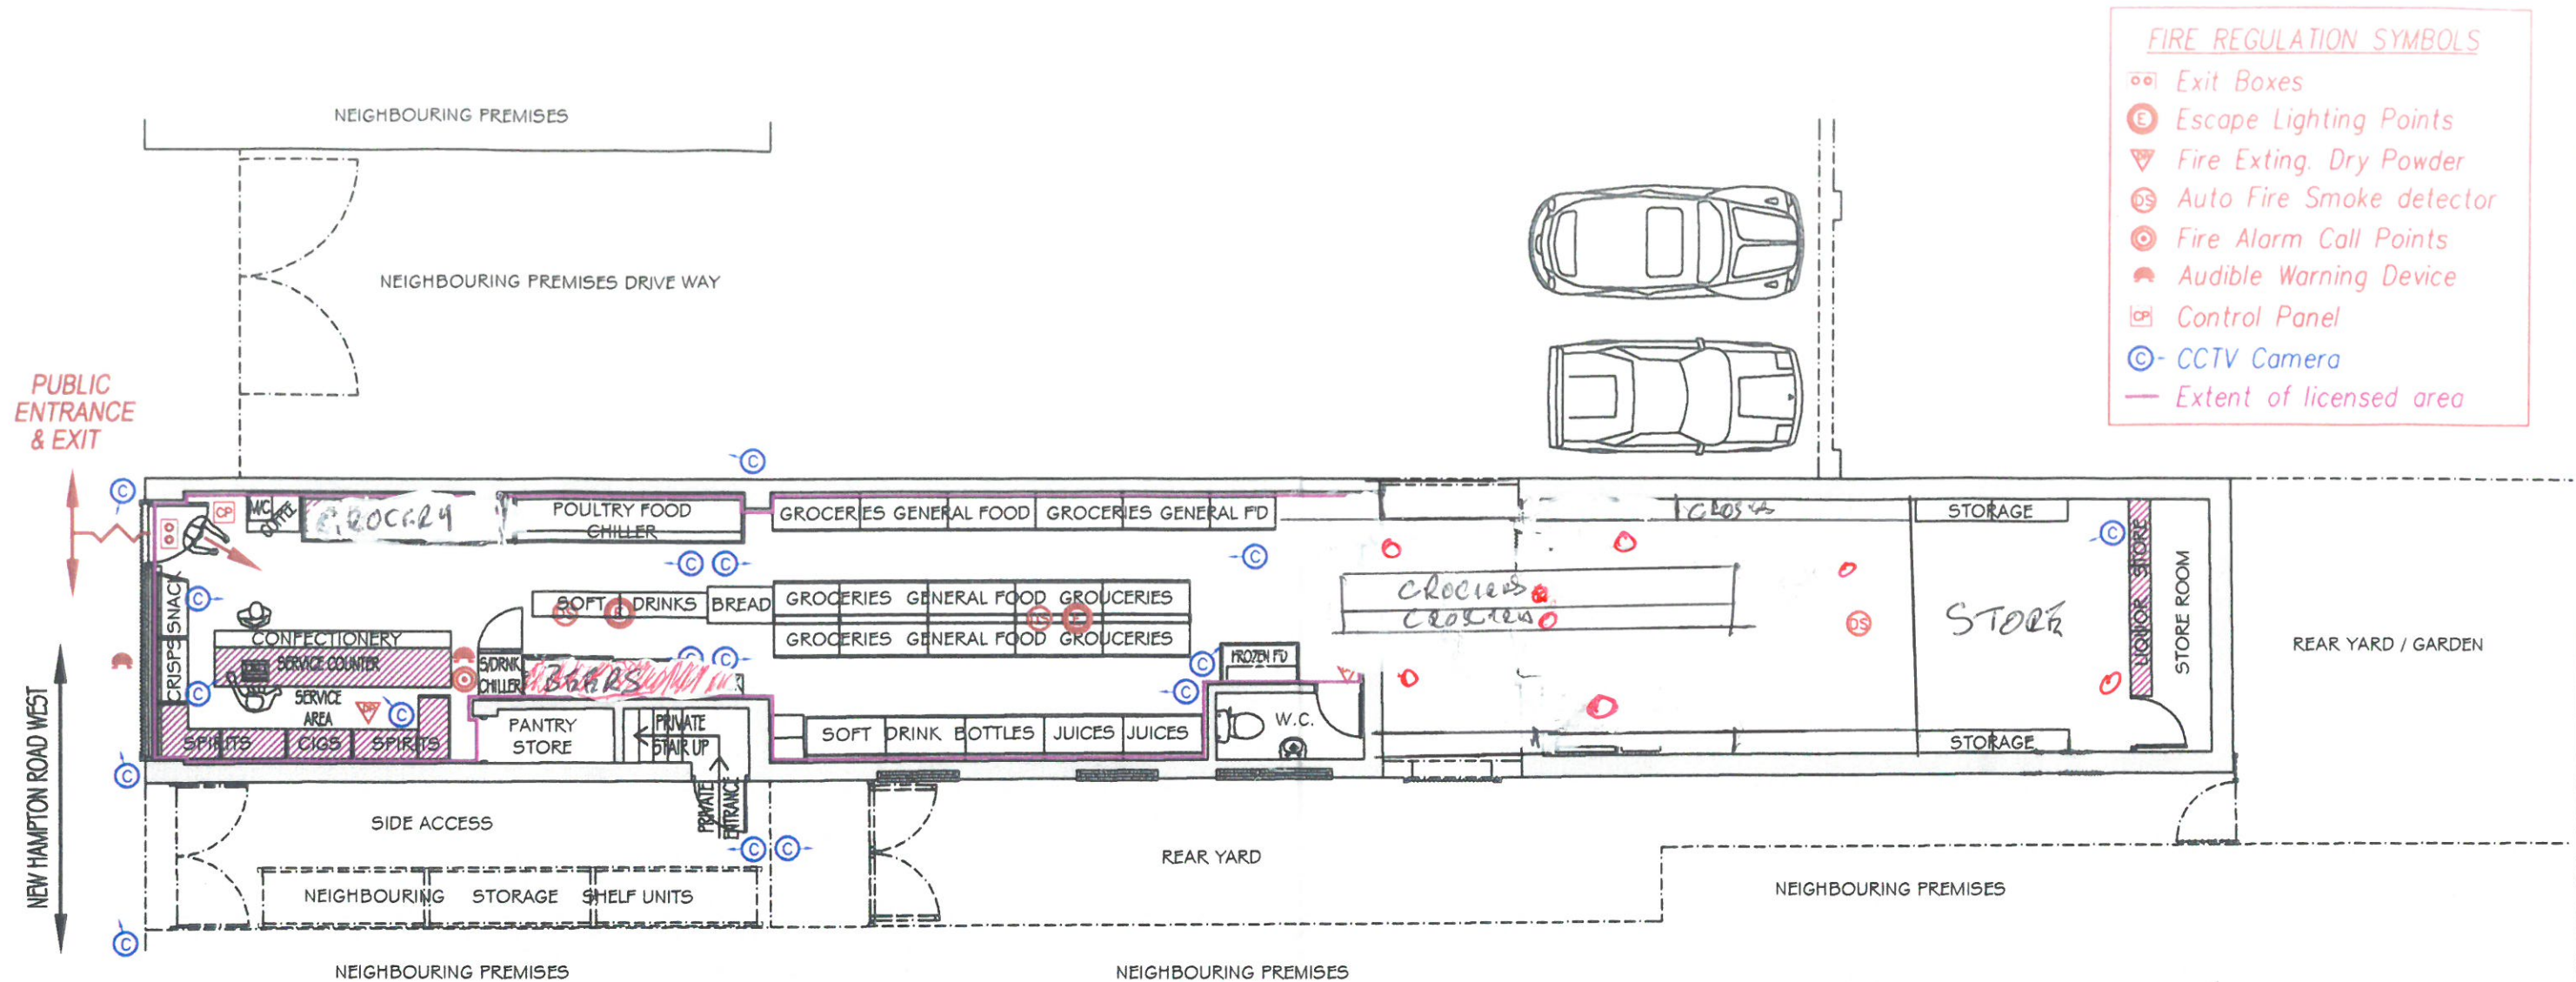 FIRE REGULATION SYMBOLS
Exit Boxes
E Escape Lighting Points
Fire Exting. Dry Powder
DS Auto Fire Smoke detector
Fire Alarm Call Points
Audible Warning Device
CP Control Panel
C CCTV Camera
Extent of licensed area
NEIGHBOURING PREMISES
NEIGHBOURING PREMISES DRIVE WAY
PUBLIC
ENTRANCE
& EXIT
NEW HAMPTON ROAD WEST
CP
M/C
COFFEE
GROCERY
POULTRY FOOD
CHILLER
GROCERIES GENERAL FOOD GROCERIES GENERAL FD
STORAGE
CRISPS SNACK
CONFECTIONERY
SERVICE COUNTER
SERVICE
AREA
SPIRITS CIGS SPIRITS
SOFT DRINKS BREAD
GROCERIES GENERAL FOOD GROUCERIES
GROCERIES GENERAL FOOD GROUCERIES
S/DRNK
CHILLER
BEERS
PANTRY
STORE
PRIVATE
STAIR UP
PRIVATE
ENTRANCE
SOFT DRINK BOTTLES JUICES JUICES
FROZEN FD
W.C.
STORE
STORAGE
LIQUOR STORE
STORE ROOM
REAR YARD / GARDEN
SIDE ACCESS
REAR YARD
NEIGHBOURING STORAGE SHELF UNITS
NEIGHBOURING PREMISES
NEIGHBOURING PREMISES
NEIGHBOURING PREMISES